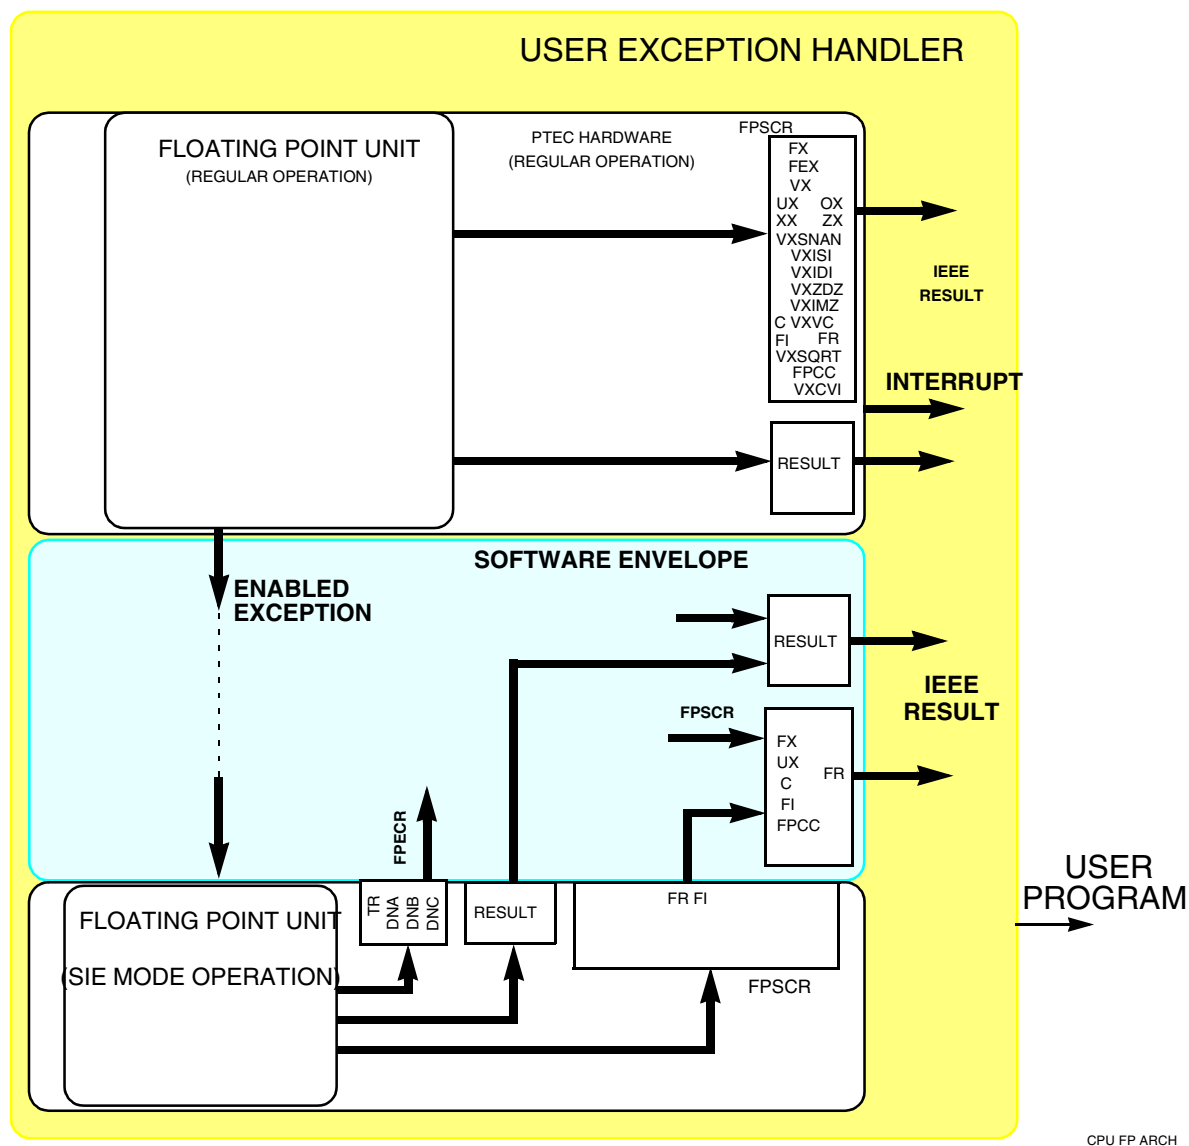 USER EXCEPTION HANDLER
FLOATING POINT UNIT
(REGULAR OPERATION)
PTEC HARDWARE
(REGULAR OPERATION)
FPSCR
FX
FEX
VX
UX OX
XX ZX
VXSNAN
VXISI
VXIDI
VXZDZ
VXIMZ
C VXVC
FI FR
VXSQRT
FPCC
VXCVI
IEEE
RESULT
INTERRUPT
RESULT
SOFTWARE ENVELOPE
ENABLED
EXCEPTION
RESULT
IEEE
RESULT
FPSCR
FX
UX
C FR
FI
FPCC
FPECR
USER
PROGRAM
FLOATING POINT UNIT
(SIE MODE OPERATION)
TR
DNA
DNB
DNC
RESULT
FR FI
FPSCR
CPU FP ARCH